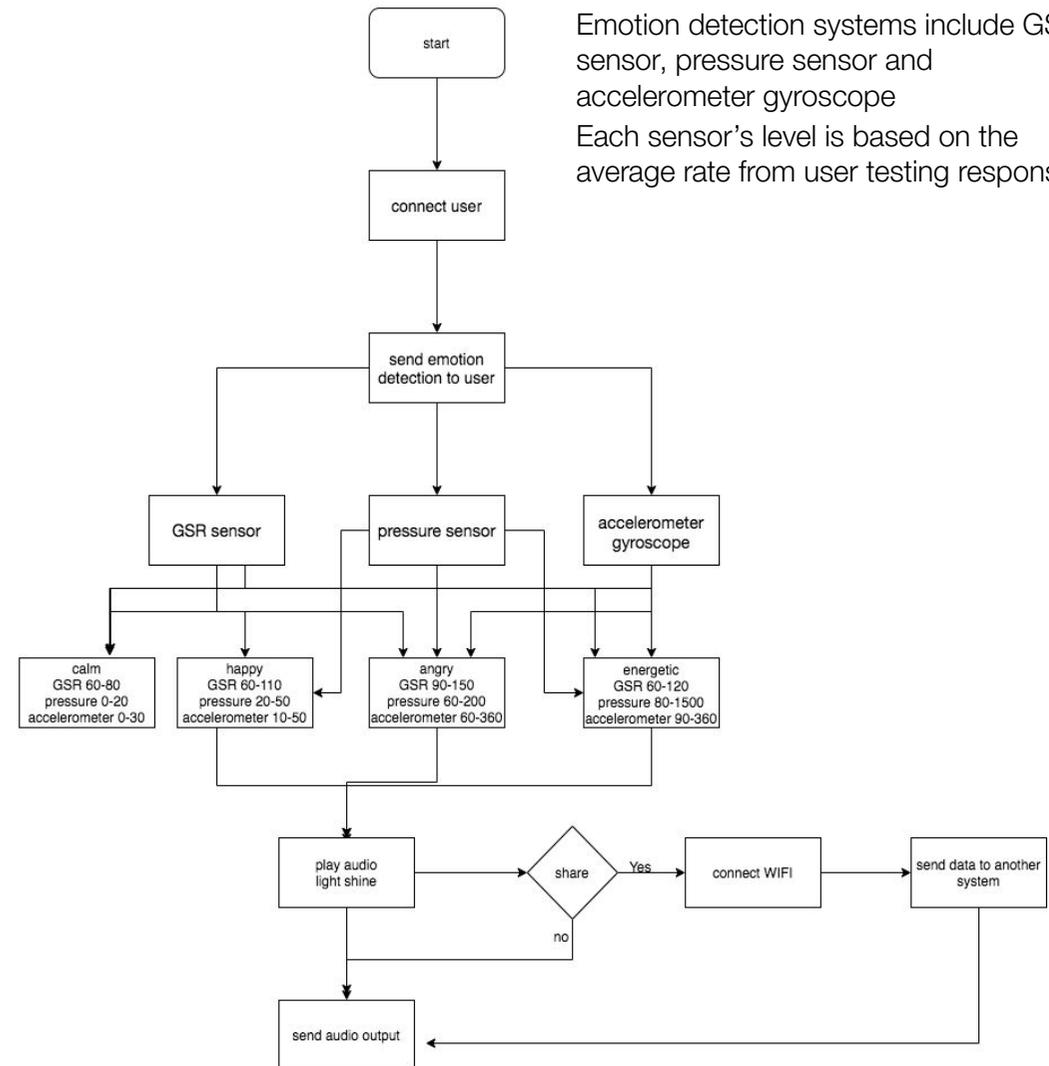 start
Emotion detection systems include GS
sensor, pressure sensor and
accelerometer gyroscope
Each sensor’s level is based on the
average rate from user testing respons
connect user
send emotion
detection to user
GSR sensor
pressure sensor
accelerometer
gyroscope
calm
GSR 60-80
pressure 0-20
accelerometer 0-30
happy
GSR 60-110
pressure 20-50
accelerometer 10-50
angry
GSR 90-150
pressure 60-200
accelerometer 60-360
energetic
GSR 60-120
pressure 80-1500
accelerometer 90-360
play audio
light shine
share
Yes
connect WIFI
send data to another
system
no
send audio output